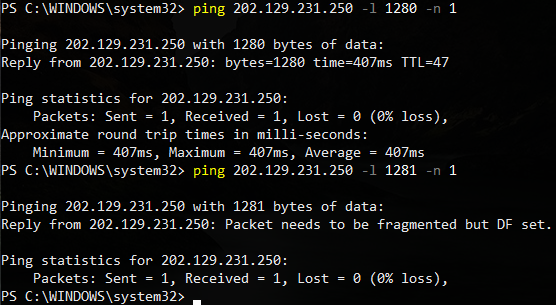 PS C:\WINDOWS\system32> ping 202.129.231.250 -l 1280 -n 1
Pinging 202.129.231.250 with 1280 bytes of data:
Reply from 202.129.231.250: bytes=1280 time=407ms TTL=47
Ping statistics for 202.129.231.250:
    Packets: Sent = 1, Received = 1, Lost = 0 (0% loss),
Approximate round trip times in milli-seconds:
    Minimum = 407ms, Maximum = 407ms, Average = 407ms
PS C:\WINDOWS\system32> ping 202.129.231.250 -l 1281 -n 1
Pinging 202.129.231.250 with 1281 bytes of data:
Reply from 202.129.231.250: Packet needs to be fragmented but DF set.
Ping statistics for 202.129.231.250:
    Packets: Sent = 1, Received = 1, Lost = 0 (0% loss),
PS C:\WINDOWS\system32>